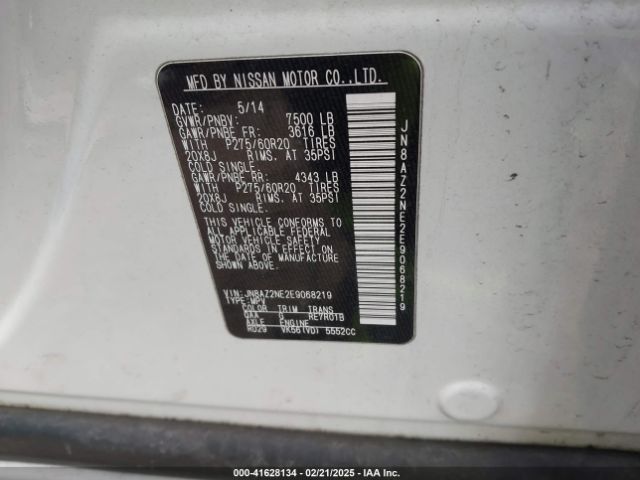 MFD BY NISSAN MOTOR CO.,LTD.
DATE: 5/14
GVWR/PNBV: 7500 LB
GAWR/PNBE FR: 3616 LB
WITH P275/60R20 TIRES
20X8J RIMS. AT 35PSI
COLD SINGLE.
GAWR/PNBE RR: 4343 LB
WITH P275/60R20 TIRES
20X8J RIMS. AT 35PSI
COLD SINGLE.
THIS VEHICLE CONFORMS TO
ALL APPLICABLE FEDERAL
MOTOR VEHICLE SAFETY
STANDARDS IN EFFECT ON
THE DATE OF MANUFACTURE
SHOWN ABOVE.
VIN: JN8AZ2NE2E9068219
TYPE: MPV
COLOR TRIM TRANS
QAA G RE7R01B
AXLE ENGINE
HD29 VK56(VD) 5552CC
JN8AZ2NE2E9068219
000-41628134 — 02/21/2025 — IAA Inc.